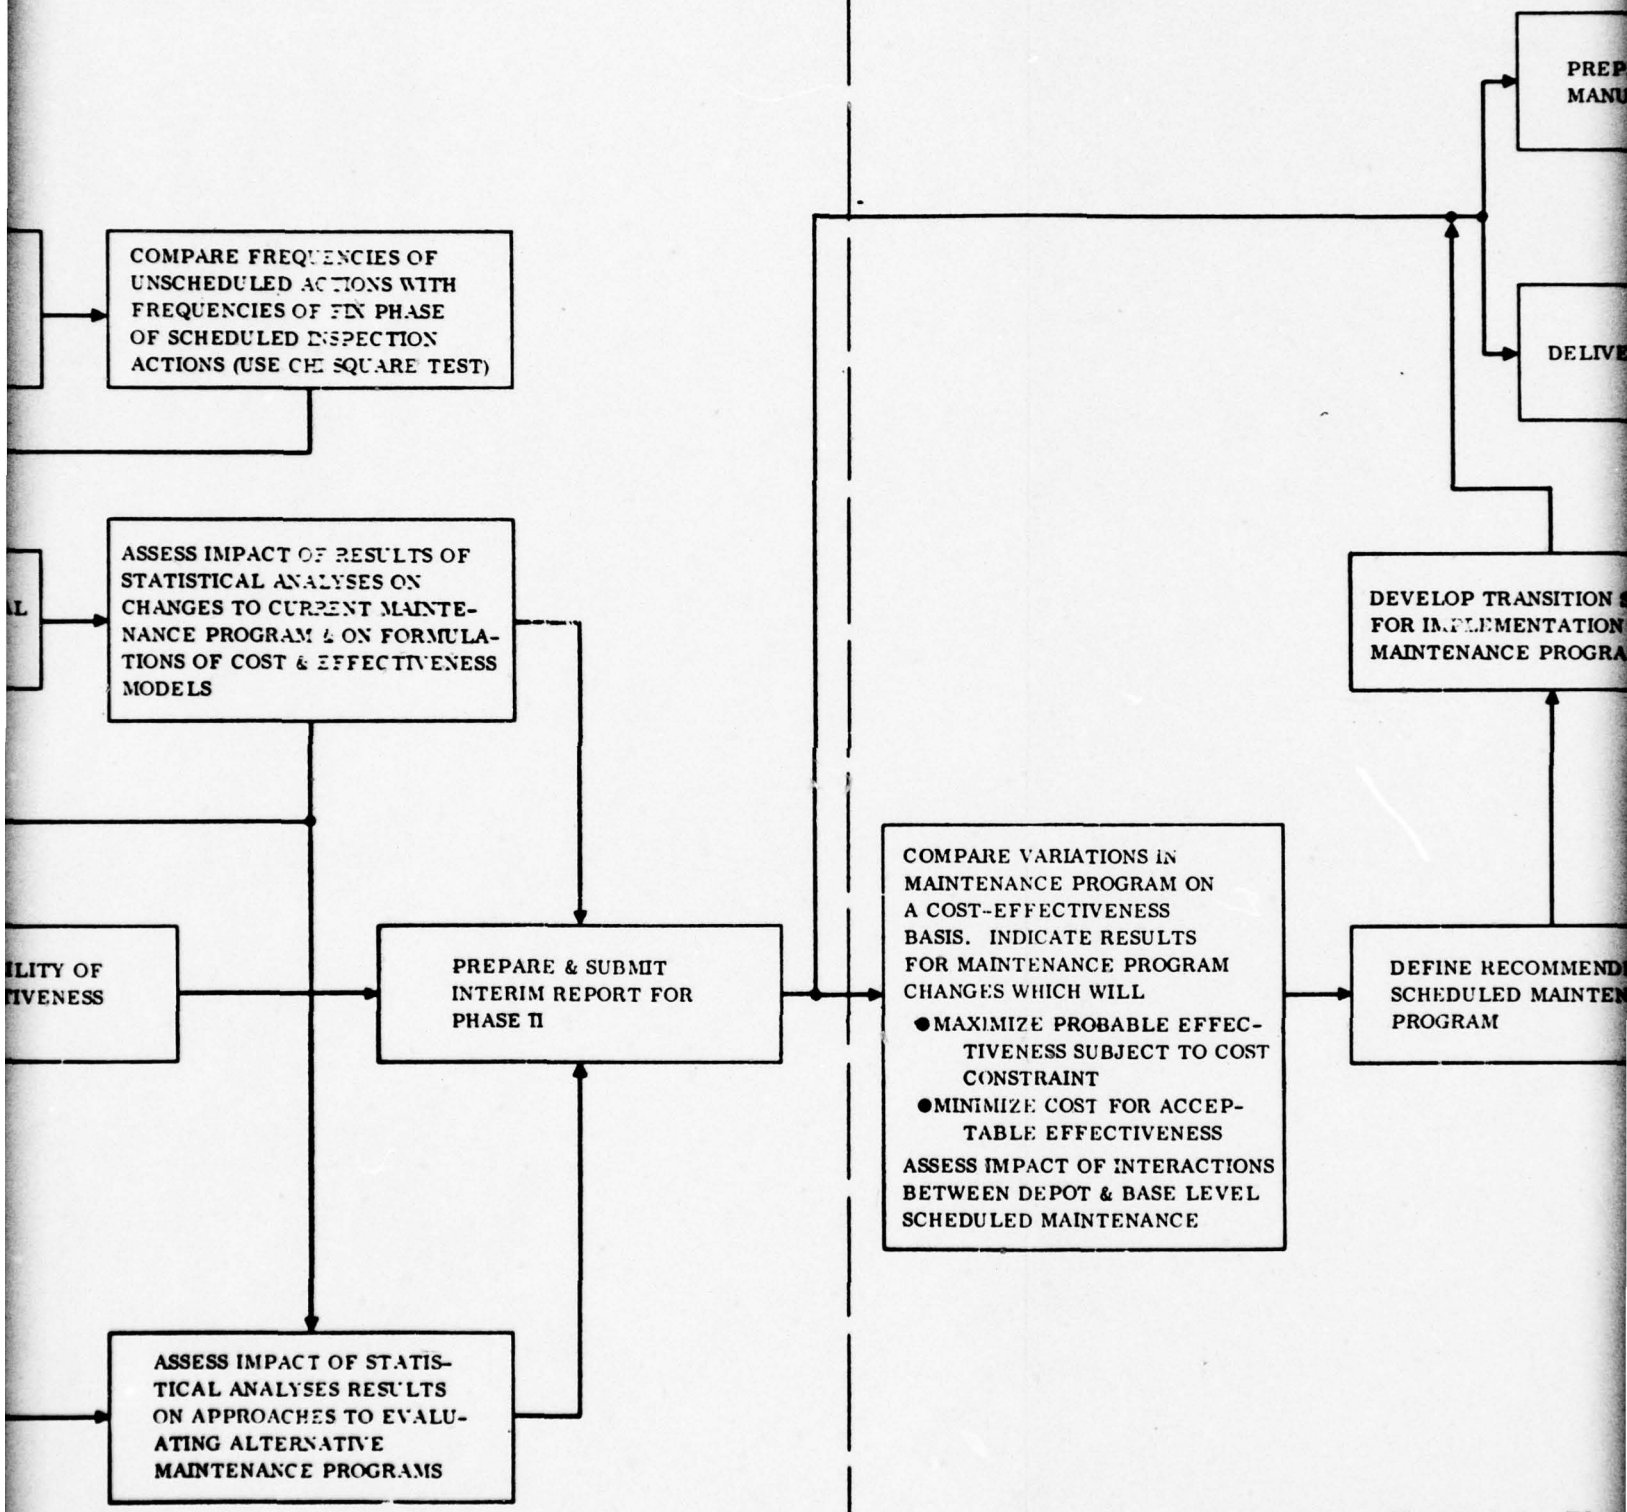 PREP
MANU
COMPARE FREQUENCIES OF
UNSCHEDULED ACTIONS WITH
FREQUENCIES OF FIX PHASE
OF SCHEDULED INSPECTION
ACTIONS (USE CHI SQUARE TEST)
DELIVE
ASSESS IMPACT OF RESULTS OF
STATISTICAL ANALYSES ON
CHANGES TO CURRENT MAINTE-
NANCE PROGRAM & ON FORMULA-
TIONS OF COST & EFFECTIVENESS
MODELS
AL
DEVELOP TRANSITION
FOR IMPLEMENTATION
MAINTENANCE PROGRA
ILITY OF
TIVENESS
PREPARE & SUBMIT
INTERIM REPORT FOR
PHASE II
COMPARE VARIATIONS IN
MAINTENANCE PROGRAM ON
A COST-EFFECTIVENESS
BASIS. INDICATE RESULTS
FOR MAINTENANCE PROGRAM
CHANGES WHICH WILL
●MAXIMIZE PROBABLE EFFEC-
TIVENESS SUBJECT TO COST
CONSTRAINT
●MINIMIZE COST FOR ACCEP-
TABLE EFFECTIVENESS
ASSESS IMPACT OF INTERACTIONS
BETWEEN DEPOT & BASE LEVEL
SCHEDULED MAINTENANCE
DEFINE RECOMMEND
SCHEDULED MAINTEN
PROGRAM
ASSESS IMPACT OF STATIS-
TICAL ANALYSES RESULTS
ON APPROACHES TO EVALU-
ATING ALTERNATIVE
MAINTENANCE PROGRAMS